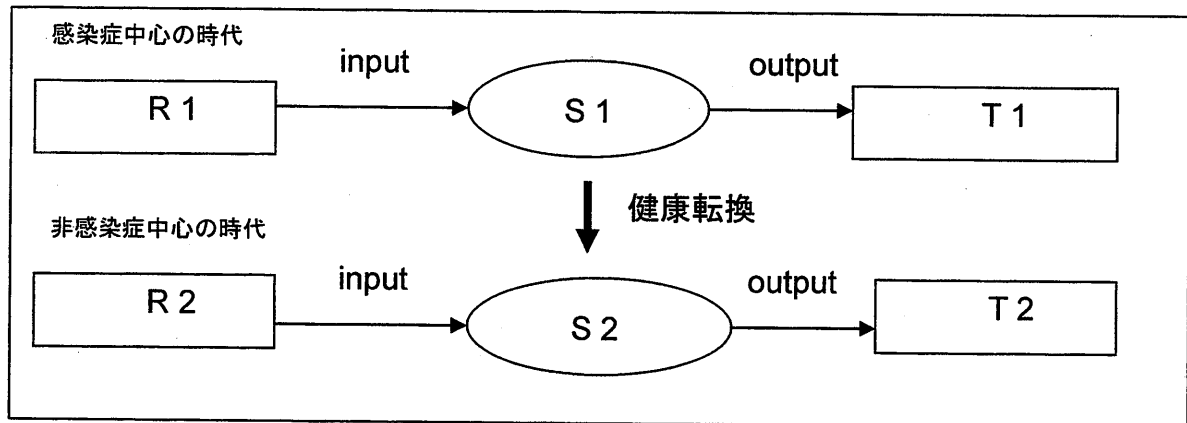 感染症中心の時代
input
output
R 1
S 1
T 1
健康転換
非感染症中心の時代
input
output
R 2
S 2
T 2